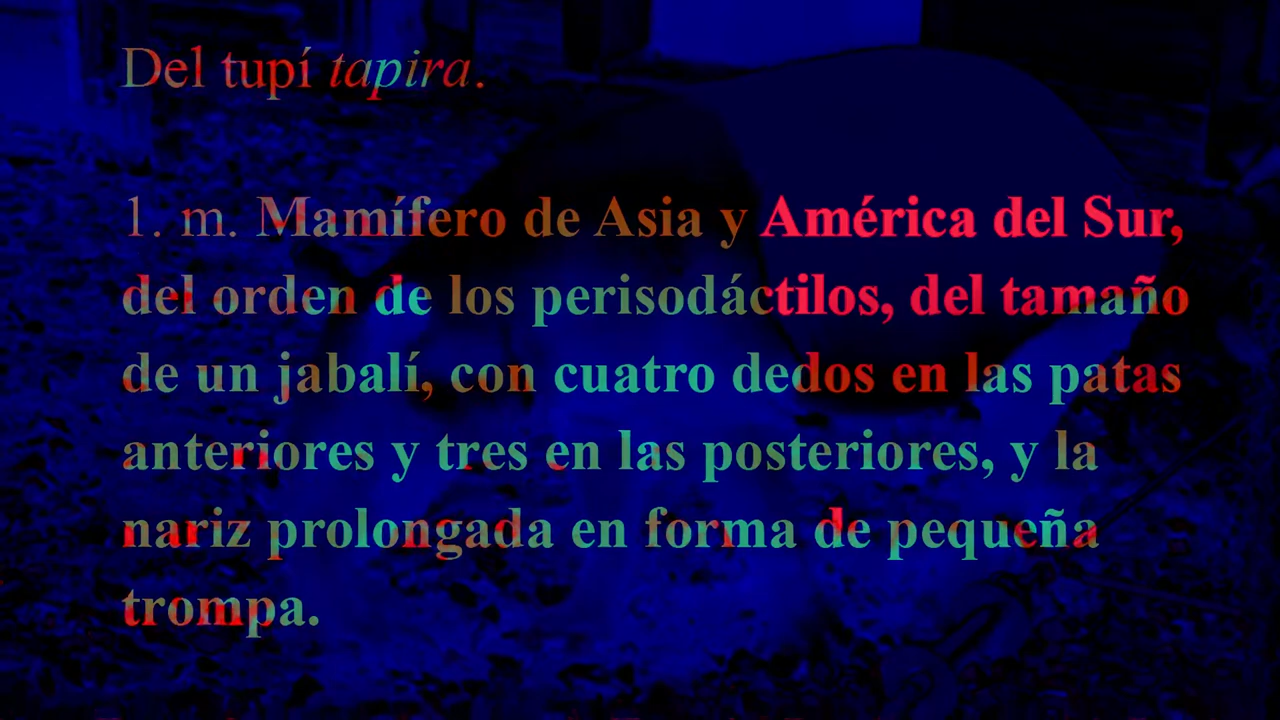 Del tupí tapira.
1. m. Mamífero de Asia y América del Sur,
del orden de los perisodáctilos, del tamaño
de un jabalí, con cuatro dedos en las patas
anteriores y tres en las posteriores, y la
nariz prolongada en forma de pequeña
trompa.